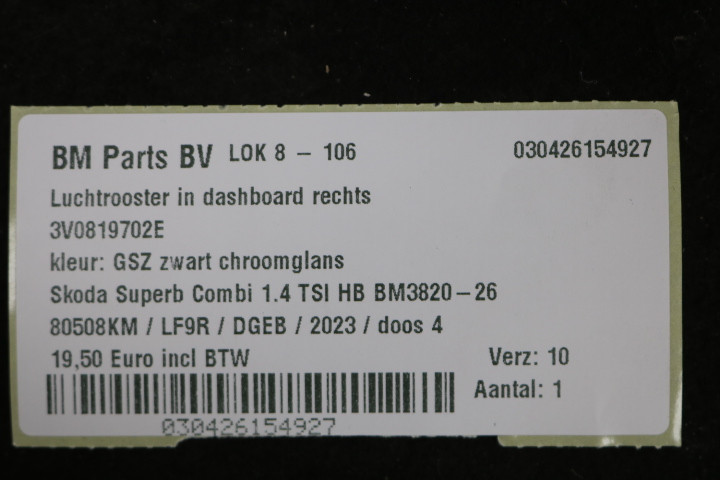 BM Parts BV LOK 8 - 106 030426154927
Luchtrooster in dashboard rechts
3V0819702E
kleur: GSZ zwart chroomglans
Skoda Superb Combi 1.4 TSI HB BM3820-26
80508KM / LF9R / DGEB / 2023 / doos 4
19,50 Euro incl BTW Verz: 10
Aantal: 1
030426154927